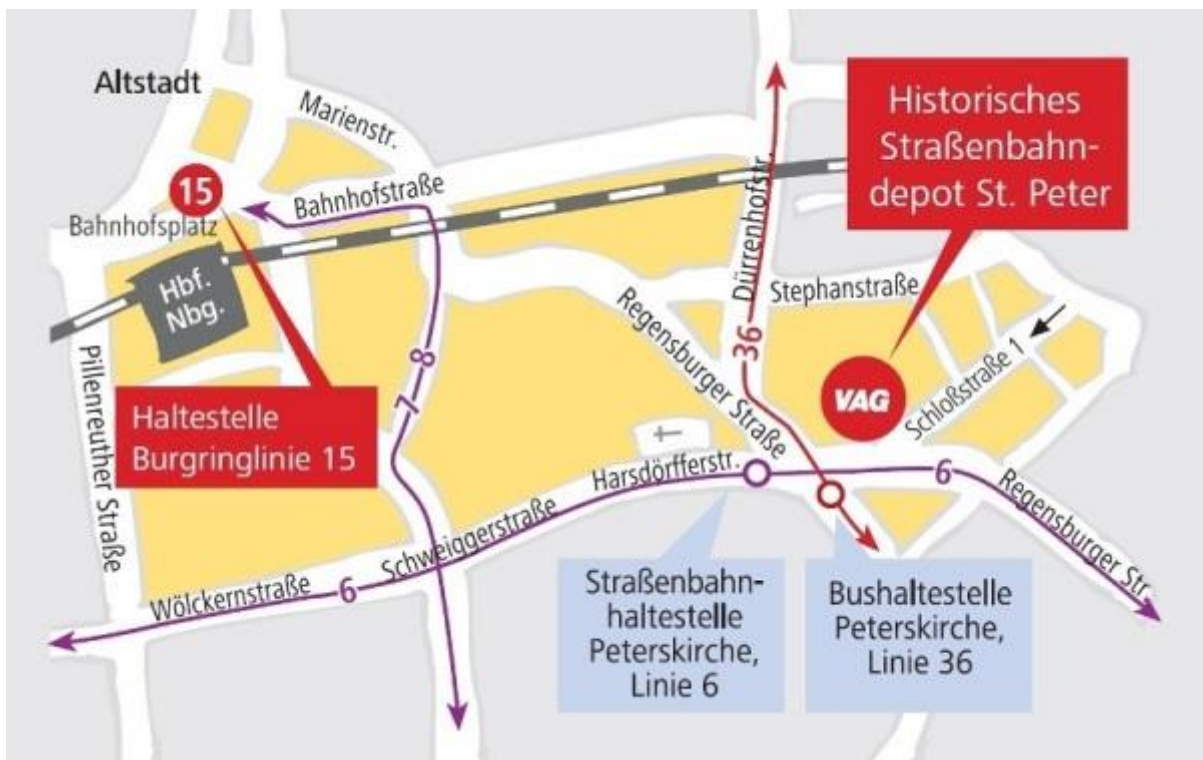 Altstadt
Marienstr.
Historisches
Straßenbahn-
depot St. Peter
15
Bahnhofstraße
Bahnhofsplatz
Hbf.
Nbg.
Dürrenhofstr.
Stephanstraße
Regensburger Straße
36
8
7
Pillenreuther Straße
Haltestelle
Burgringlinie 15
VAG
Schloßstraße 1
Harsdörfferstr.
6
Regensburger Str.
Schweiggerstraße
Wölckernstraße
6
Straßenbahn-
haltestelle
Peterskirche,
Linie 6
Bushaltestelle
Peterskirche,
Linie 36